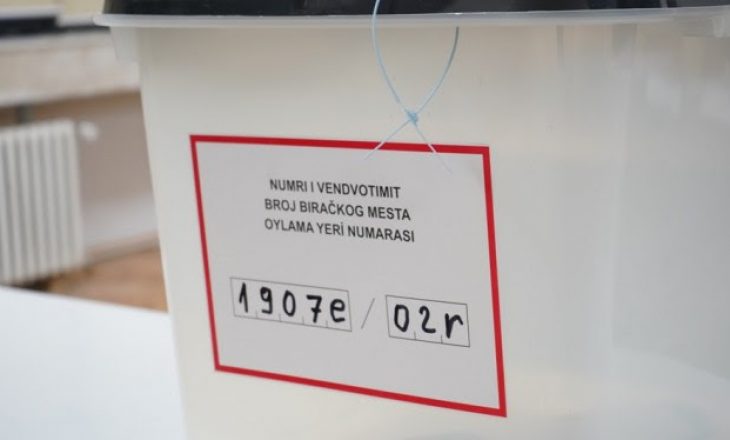 NUMRI I VENDVOTIMIT
BROJ BIRAČKOG MESTA
OYLAMA YERİ NUMARASI
1907e / 02r